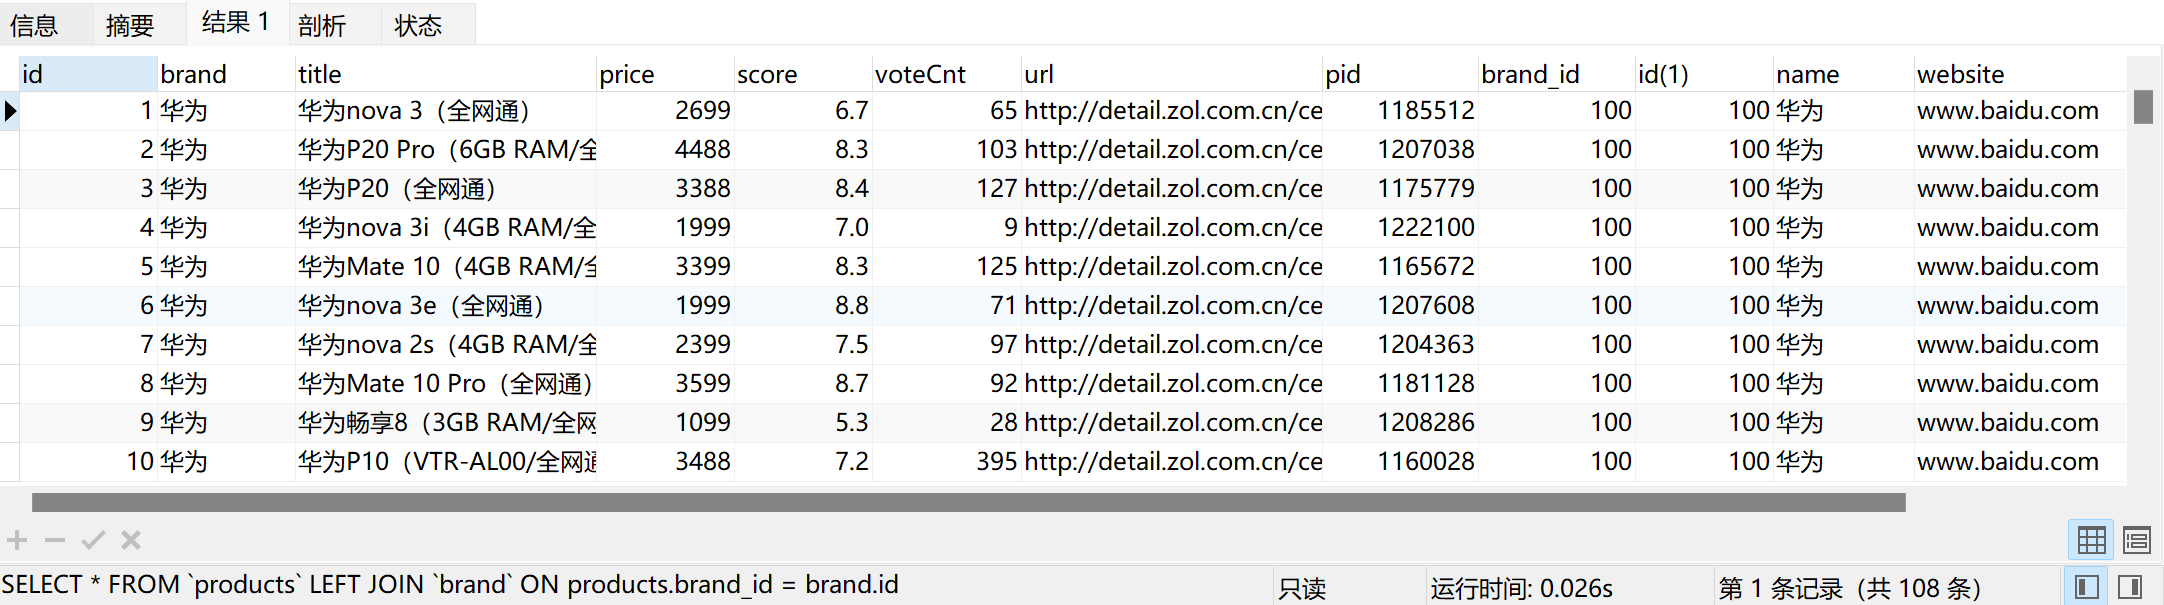 信息 摘要 结果 1 剖析 状态
id brand title price score voteCnt url pid brand_id id(1) name website
1 华为 华为nova 3（全网通） 2699 6.7 65 http://detail.zol.com.cn/ce 1185512 100 100 华为 www.baidu.com
2 华为 华为P20 Pro（6GB RAM/全 4488 8.3 103 http://detail.zol.com.cn/ce 1207038 100 100 华为 www.baidu.com
3 华为 华为P20（全网通） 3388 8.4 127 http://detail.zol.com.cn/ce 1175779 100 100 华为 www.baidu.com
4 华为 华为nova 3i（4GB RAM/全 1999 7.0 9 http://detail.zol.com.cn/ce 1222100 100 100 华为 www.baidu.com
5 华为 华为Mate 10（4GB RAM/全 3399 8.3 125 http://detail.zol.com.cn/ce 1165672 100 100 华为 www.baidu.com
6 华为 华为nova 3e（全网通） 1999 8.8 71 http://detail.zol.com.cn/ce 1207608 100 100 华为 www.baidu.com
7 华为 华为nova 2s（4GB RAM/全 2399 7.5 97 http://detail.zol.com.cn/ce 1204363 100 100 华为 www.baidu.com
8 华为 华为Mate 10 Pro（全网通） 3599 8.7 92 http://detail.zol.com.cn/ce 1181128 100 100 华为 www.baidu.com
9 华为 华为畅享8（3GB RAM/全网 1099 5.3 28 http://detail.zol.com.cn/ce 1208286 100 100 华为 www.baidu.com
10 华为 华为P10（VTR-AL00/全网通 3488 7.2 395 http://detail.zol.com.cn/ce 1160028 100 100 华为 www.baidu.com
SELECT * FROM `products` LEFT JOIN `brand` ON products.brand_id = brand.id 只读 运行时间: 0.026s 第 1 条记录（共 108 条）